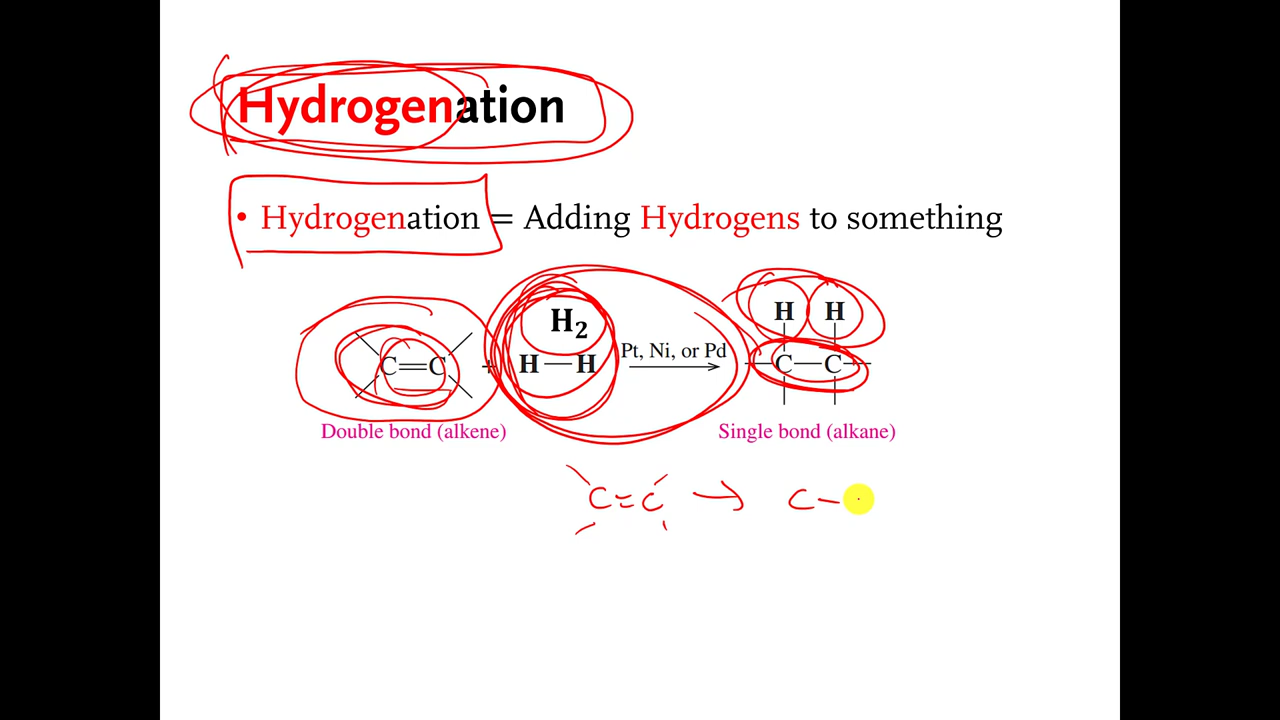 Hydrogenation
• Hydrogenation = Adding Hydrogens to something
H₂
H H
C=C + H—H Pt, Ni, or Pd C—C
Double bond (alkene) Single bond (alkane)
C=C → C–